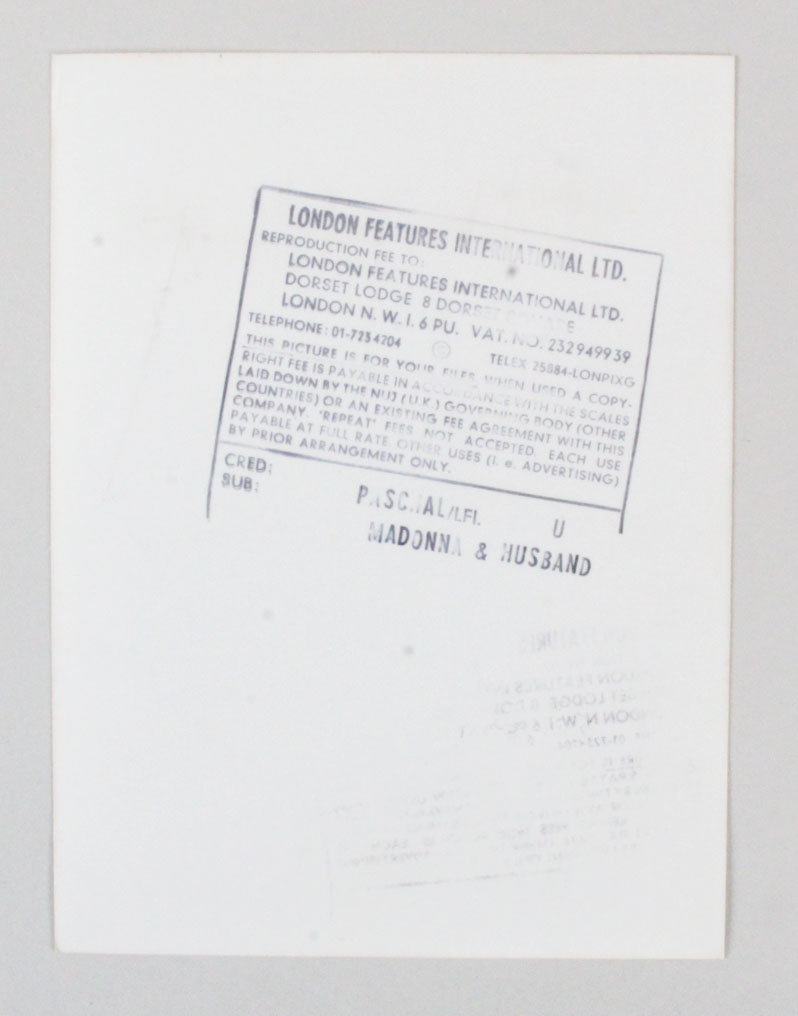 LONDON FEATURES INTERNATIONAL LTD.
REPRODUCTION FEE TO:
LONDON FEATURES INTERNATIONAL LTD.
DORSET LODGE 8 DORSET SQUARE
LONDON N. W. I. 6 PU. VAT. NO. 232949939
TELEPHONE: 01-7234204 © TELEX 25884-LONPIXG
THIS PICTURE IS FOR YOUR FILES. WHEN USED A COPY-
RIGHT FEE IS PAYABLE IN ACCORDANCE WITH THE SCALES
LAID DOWN BY THE NUJ (U.K.) GOVERNING BODY (OTHER
COUNTRIES) OR AN EXISTING FEE AGREEMENT WITH THIS
COMPANY. 'REPEAT' FEES NOT ACCEPTED. EACH USE
PAYABLE AT FULL RATE. OTHER USES (i. e. ADVERTISING)
BY PRIOR ARRANGEMENT ONLY.
CRED: PASCHAL/LFI. U
SUB: MADONNA & HUSBAND